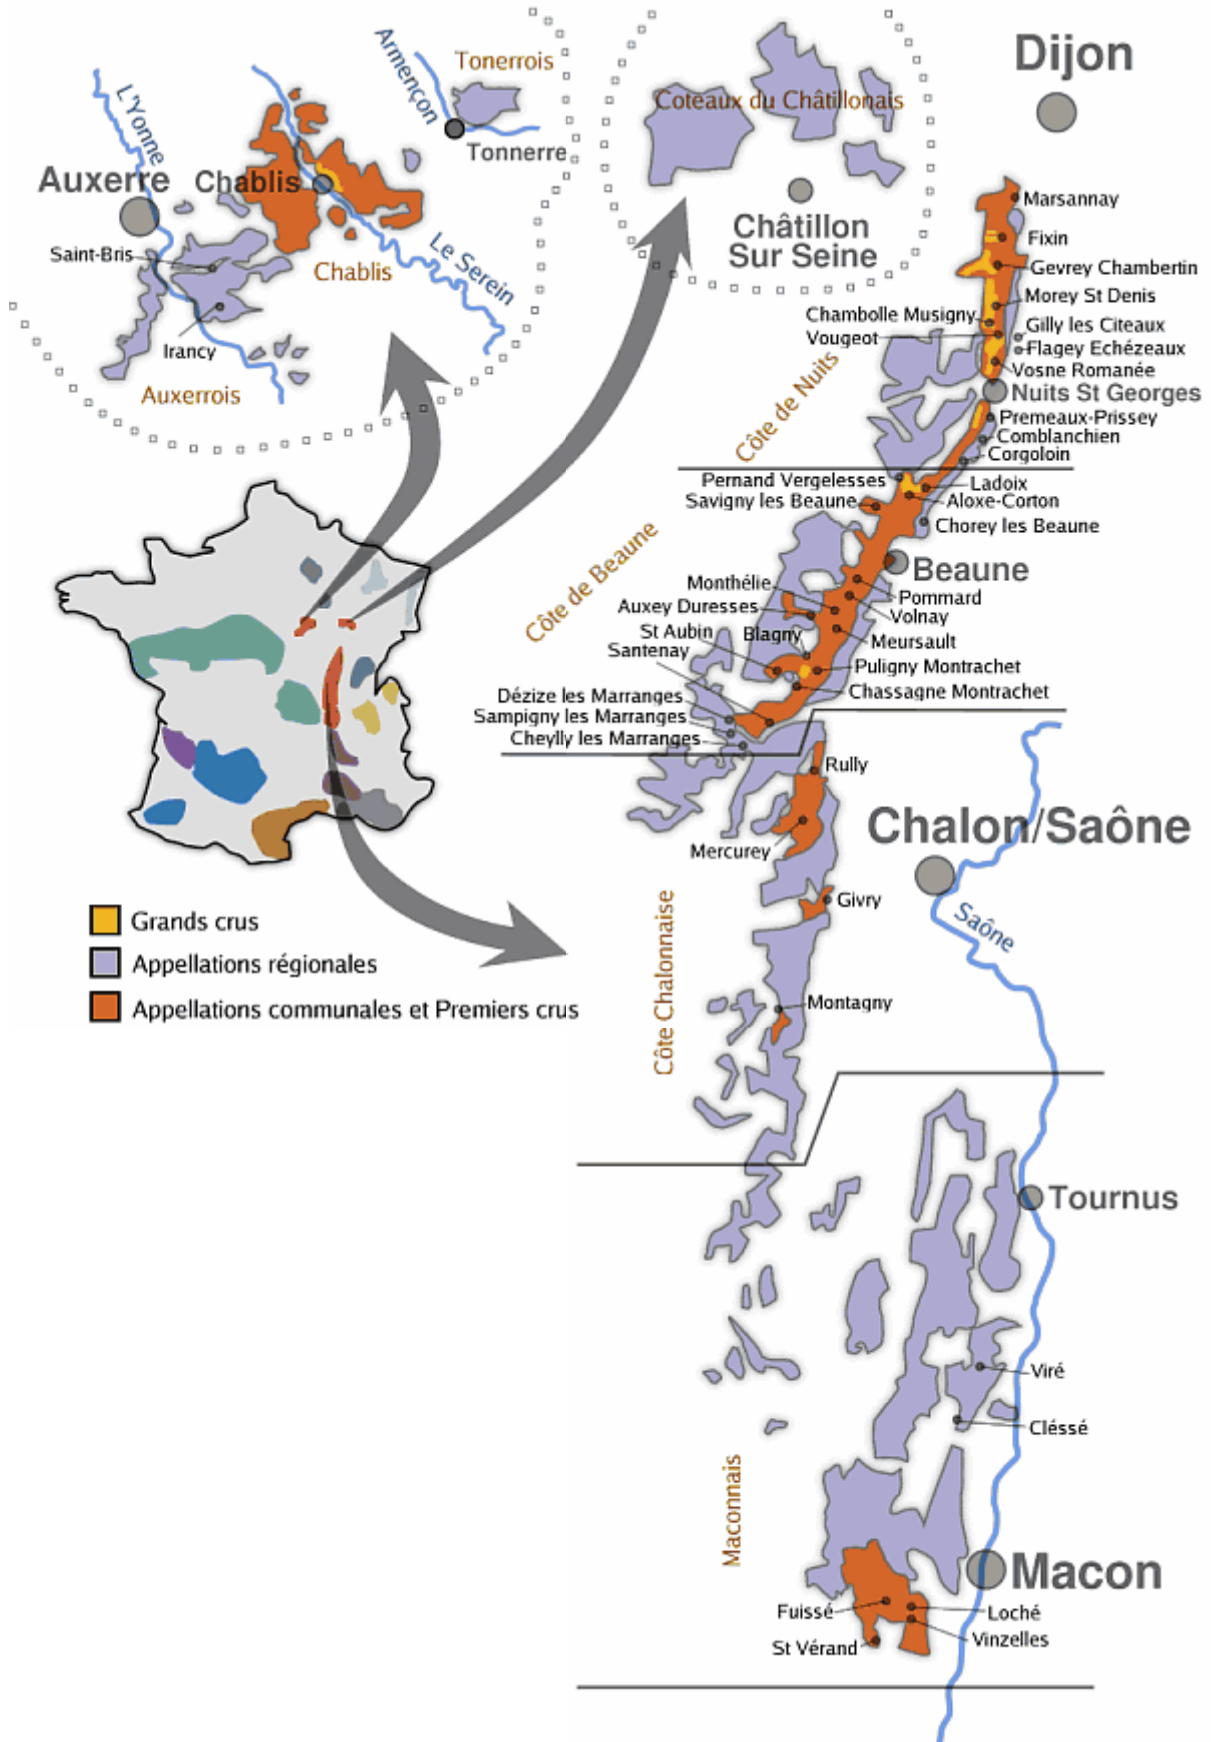 Dijon
Armençon
Tonerrois
Coteaux du Châtillonais
L'Yonne
Tonnerre
Auxerre
Chablis
Marsannay
Châtillon
Sur Seine
Fixin
Saint-Bris
Chablis
Le Serein
Gevrey Chambertin
Morey St Denis
Chambolle Musigny
Gilly les Citeaux
Vougeot
Flagey Echézeaux
Irancy
Vosne Romanée
Auxerrois
Côte de Nuits
Nuits St Georges
Premeaux-Prissey
Comblanchien
Corgoloin
Pernand Vergelesses
Ladoix
Savigny les Beaune
Aloxe-Corton
Chorey les Beaune
Côte de Beaune
Beaune
Monthélie
Pommard
Auxey Duresses
Volnay
St Aubin
Blagny
Meursault
Santenay
Puligny Montrachet
Chassagne Montrachet
Dézize les Marranges
Sampigny les Marranges
Cheylly les Marranges
Rully
Chalon/Saône
Mercurey
Givry
Grands crus
Saône
Appellations régionales
Côte Chalonnaise
Montagny
Appellations communales et Premiers crus
Tournus
Viré
Cléssé
Maconnais
Macon
Fuissé
Loché
Vinzelles
St Vérand